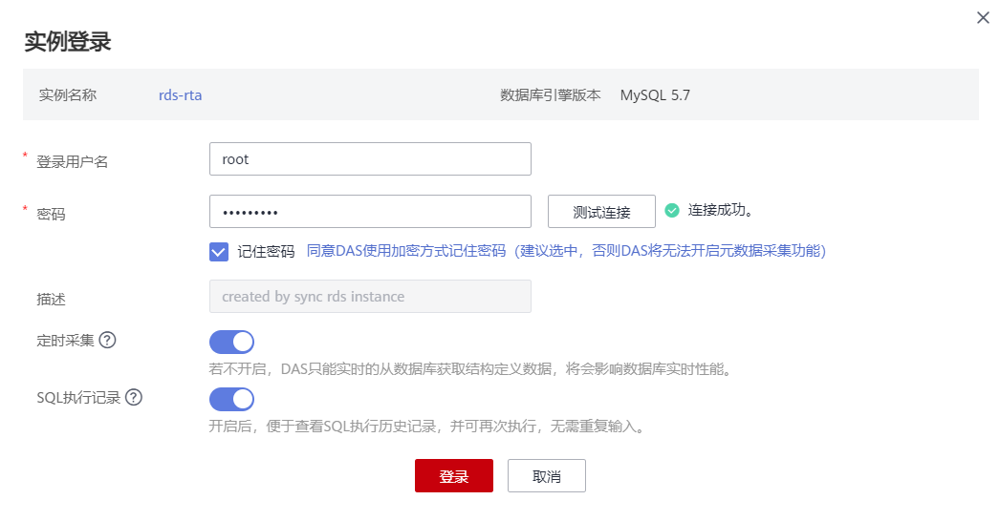 实例登录
实例名称 rds-rta 数据库引擎版本 MySQL 5.7
* 登录用户名 root
* 密码 ••••••••• 测试连接 连接成功。
记住密码 同意DAS使用加密方式记住密码（建议选中，否则DAS将无法开启元数据采集功能）
描述 created by sync rds instance
定时采集 ?
若不开启，DAS只能实时的从数据库获取结构定义数据，将会影响数据库实时性能。
SQL执行记录 ?
开启后，便于查看SQL执行历史记录，并可再次执行，无需重复输入。
登录 取消